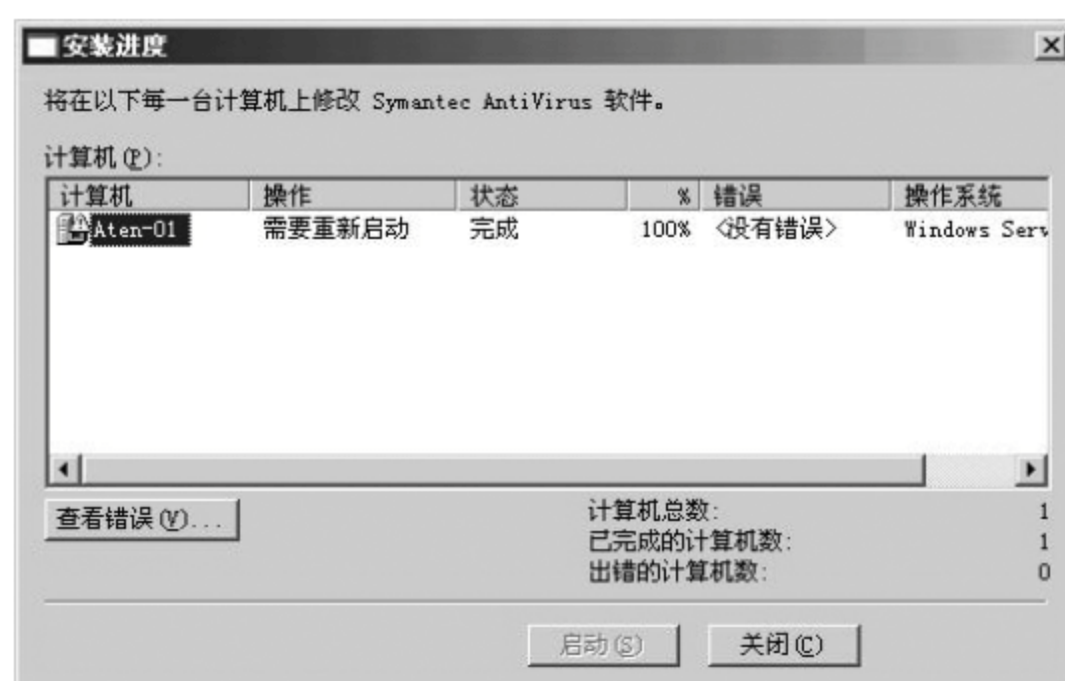 安装进度
将在以下每一台计算机上修改 Symantec AntiVirus 软件。
计算机(P):
计算机 操作 状态 % 错误 操作系统
Aten-01 需要重新启动 完成 100% <没有错误> Windows Serv
查看错误(V)...
计算机总数: 1
已完成的计算机数: 1
出错的计算机数: 0
启动(S) 关闭(C)